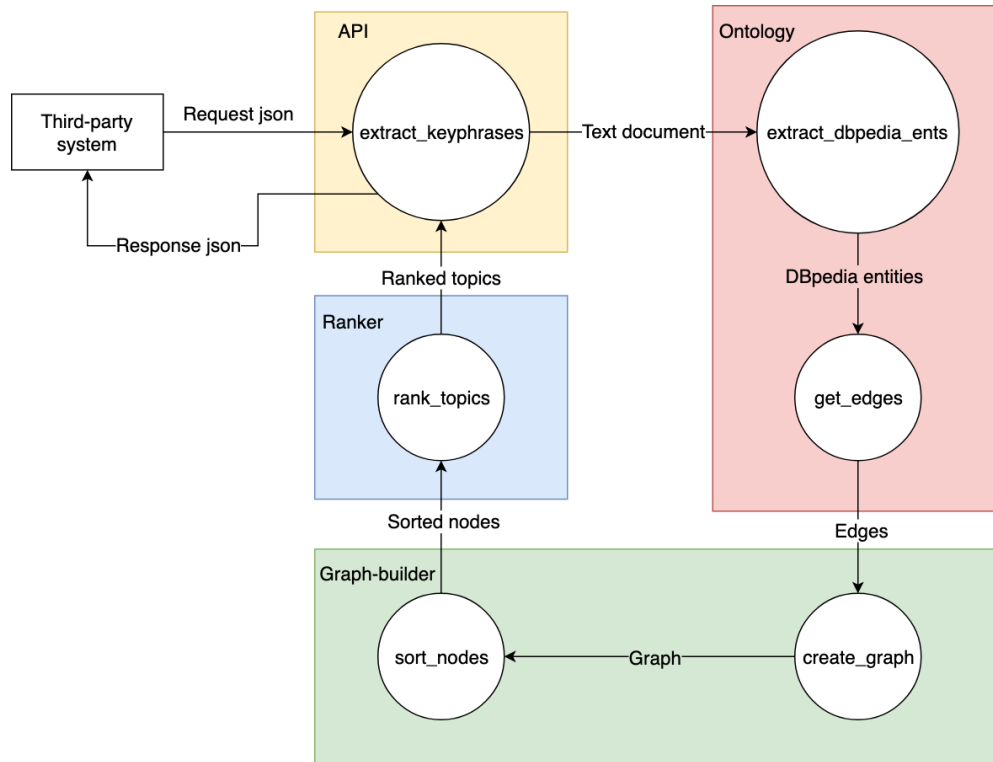 API
Ontology
Third-party
system
Request json
extract_keyphrases
Text document
extract_dbpedia_ents
Response json
Ranked topics
DBpedia entities
Ranker
rank_topics
get_edges
Sorted nodes
Edges
Graph-builder
sort_nodes
Graph
create_graph